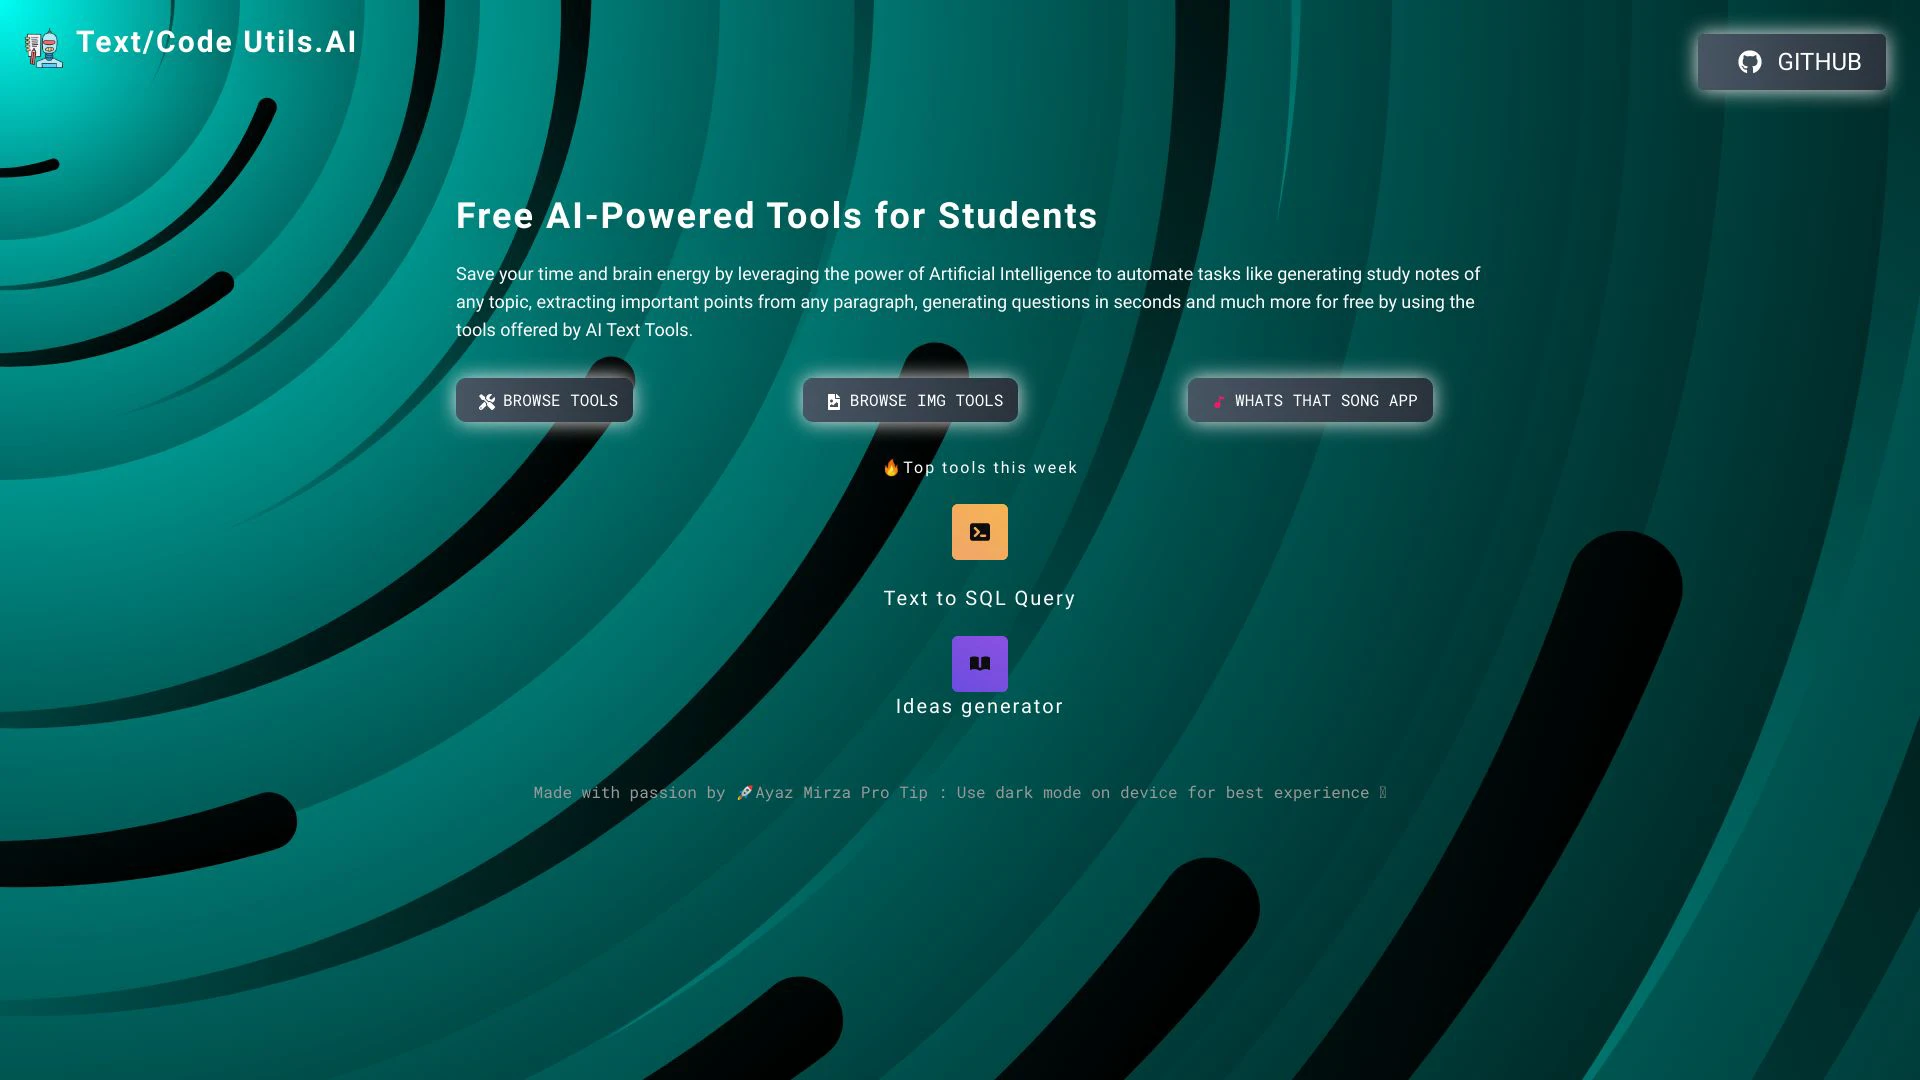 Text/Code Utils.AI
GITHUB
Free AI-Powered Tools for Students
Save your time and brain energy by leveraging the power of Artificial Intelligence to automate tasks like generating study notes of
any topic, extracting important points from any paragraph, generating questions in seconds and much more for free by using the
tools offered by AI Text Tools.
BROWSE TOOLS
BROWSE IMG TOOLS
WHATS THAT SONG APP
🔥Top tools this week
Text to SQL Query
Ideas generator
Made with passion by 🚀Ayaz Mirza Pro Tip : Use dark mode on device for best experience